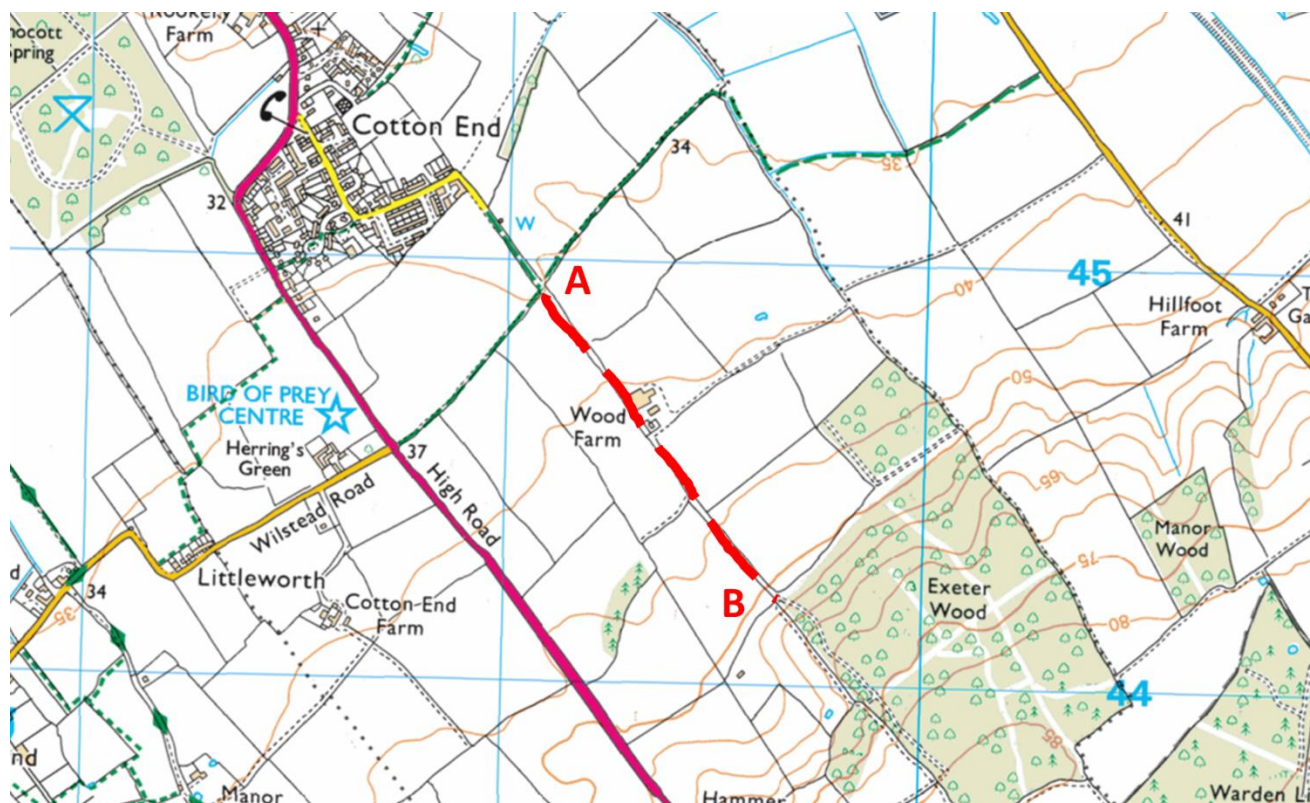 Farm
Cotton End
34
32
W
35
41
A
45
40
Hillfoot
Farm
50
BIRD OF PREY
CENTRE
Wood
Farm
Herring's
Green
37
65
High Road
Wilstead Road
Manor
Wood
75
Littleworth
34
B
Exeter
Wood
Cotton End
Farm
35
80
44
85
Manor
Hammer
Warden